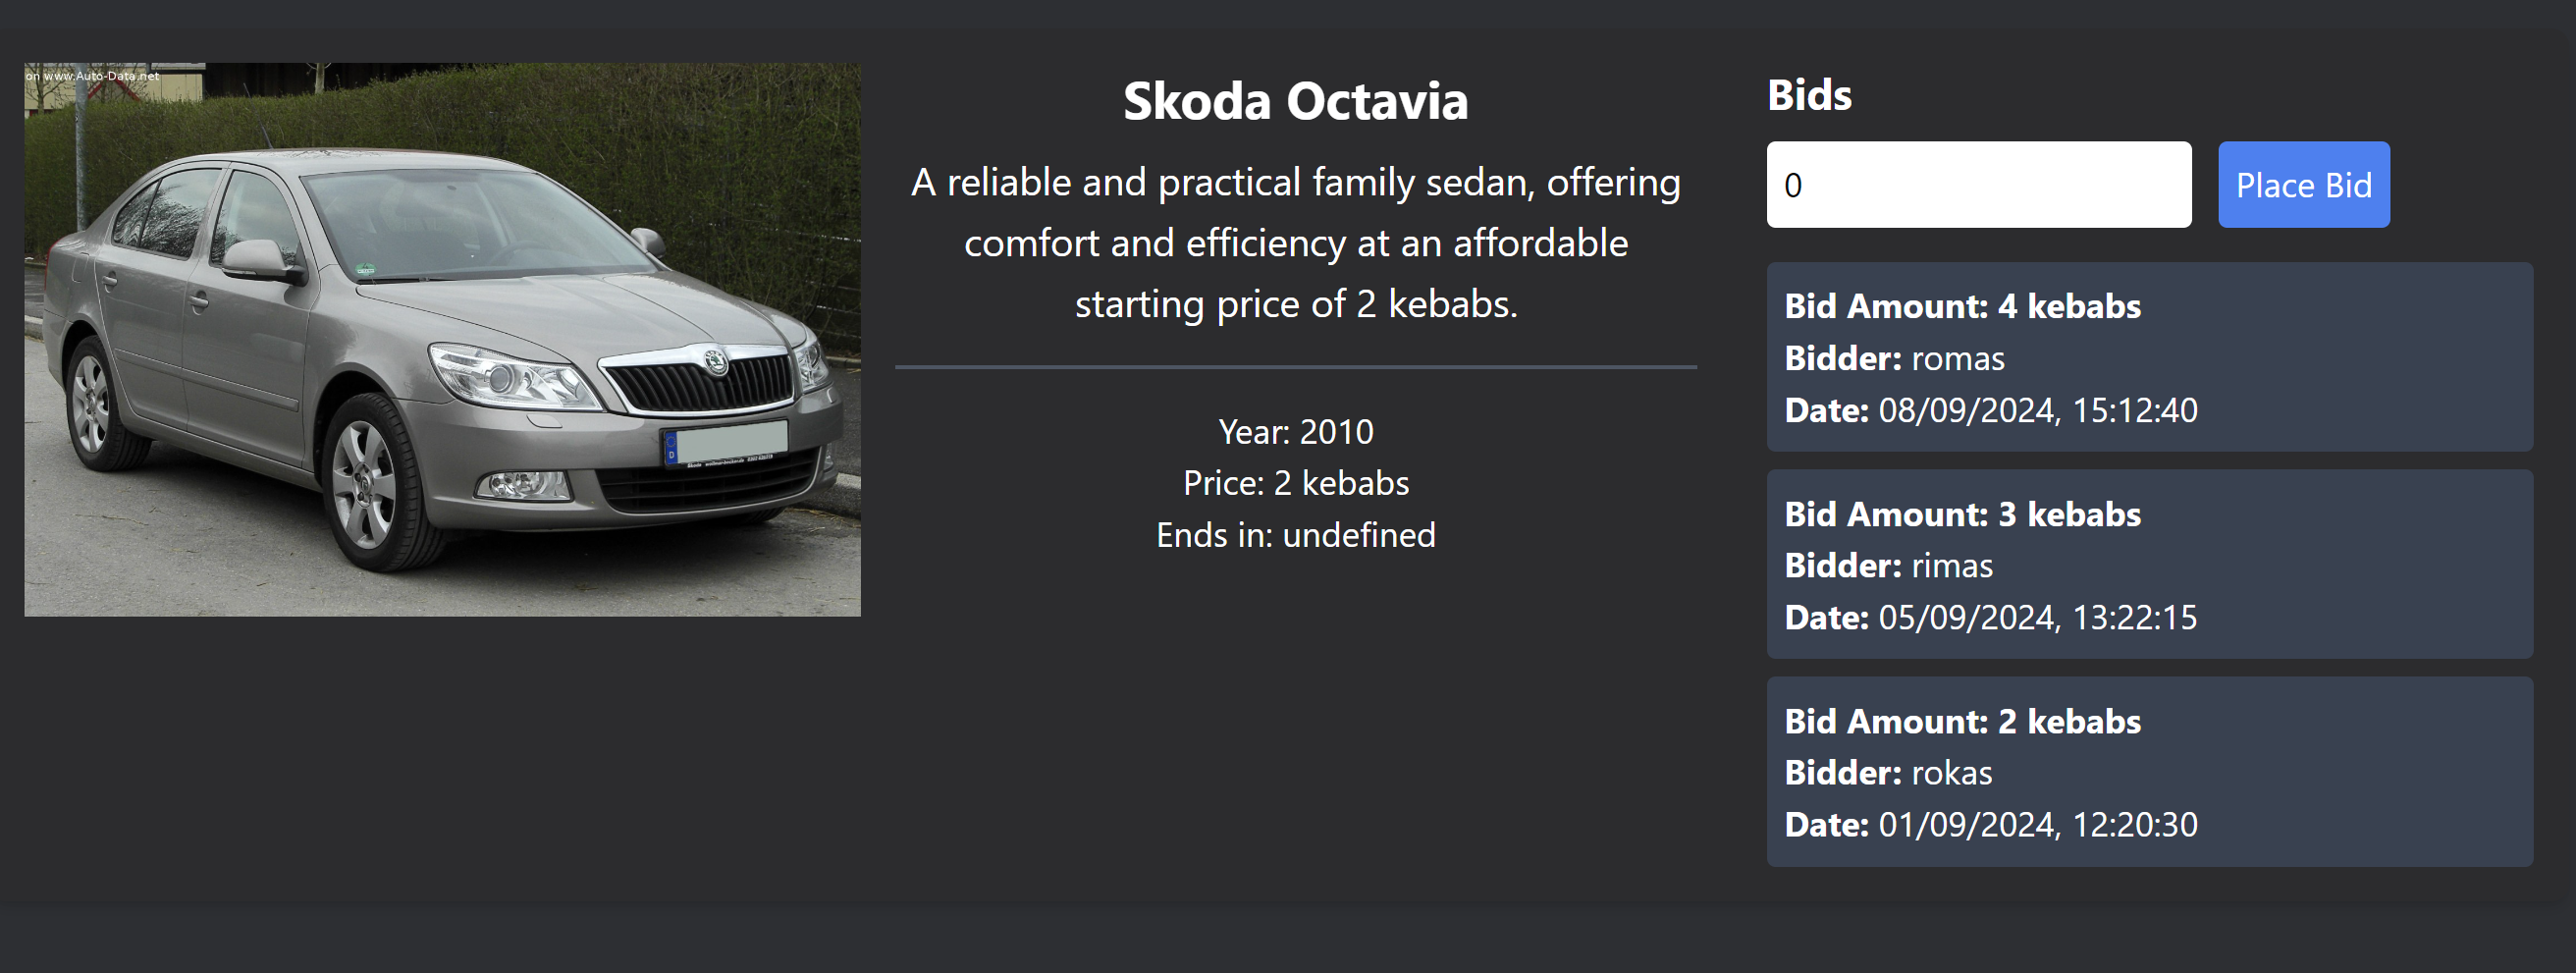 on www.Auto-Data.net
Skoda Octavia
A reliable and practical family sedan, offering
comfort and efficiency at an affordable
starting price of 2 kebabs.
Year: 2010
Price: 2 kebabs
Ends in: undefined
Bids
0
Place Bid
Bid Amount: 4 kebabs
Bidder: romas
Date: 08/09/2024, 15:12:40
Bid Amount: 3 kebabs
Bidder: rimas
Date: 05/09/2024, 13:22:15
Bid Amount: 2 kebabs
Bidder: rokas
Date: 01/09/2024, 12:20:30